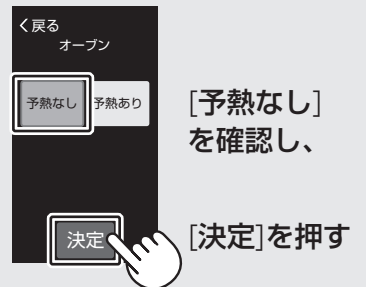 く戻る
オーブン
予熱なし 予熱あり
決定
[予熱なし]
を確認し、
[決定]を押す